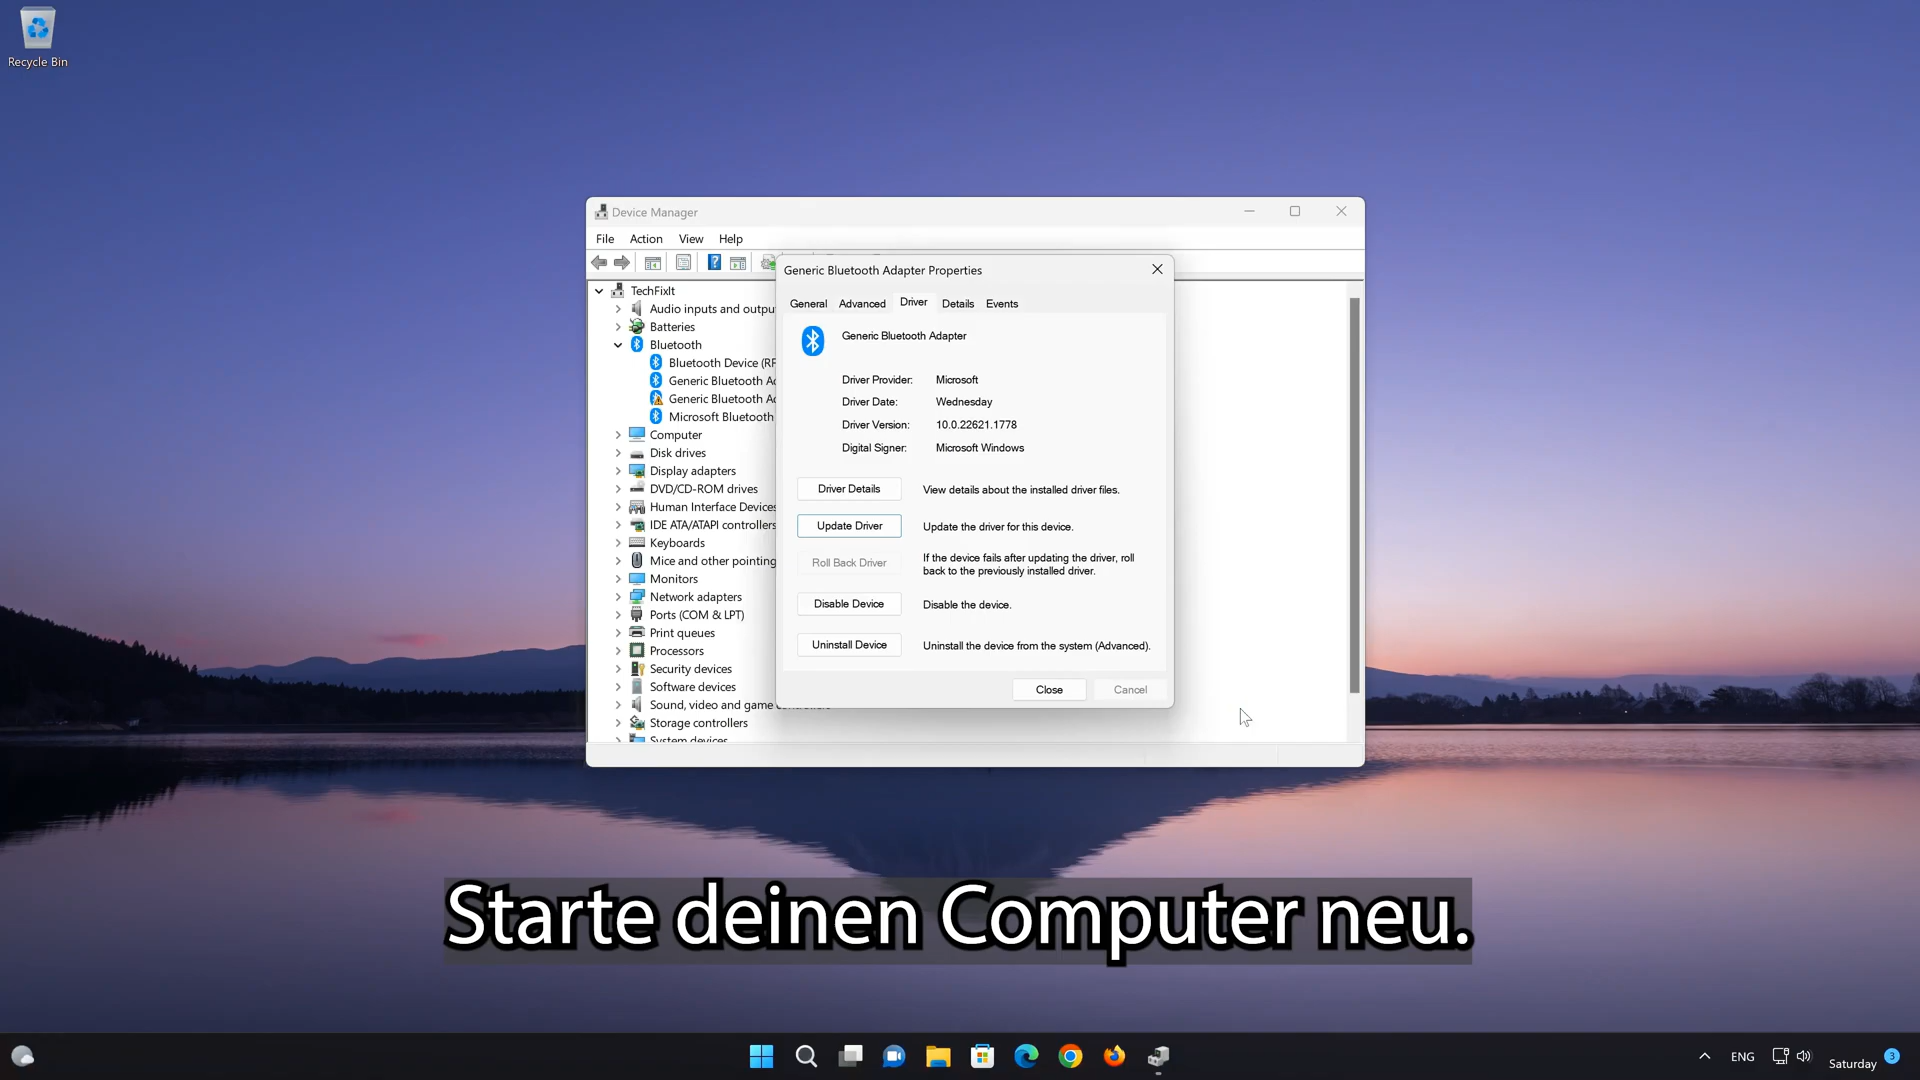 Recycle Bin
Device Manager
File Action View Help
TechFixIt
Audio inputs and outpu
Batteries
Bluetooth
Bluetooth Device (RF
Generic Bluetooth Ad
Generic Bluetooth Ad
Microsoft Bluetooth
Computer
Disk drives
Display adapters
DVD/CD-ROM drives
Human Interface Devices
IDE ATA/ATAPI controllers
Keyboards
Mice and other pointing
Monitors
Network adapters
Ports (COM & LPT)
Print queues
Processors
Security devices
Software devices
Sound, video and game controllers
Storage controllers
System devices
Generic Bluetooth Adapter Properties
General Advanced Driver Details Events
Generic Bluetooth Adapter
Driver Provider: Microsoft
Driver Date: Wednesday
Driver Version: 10.0.22621.1778
Digital Signer: Microsoft Windows
Driver Details View details about the installed driver files.
Update Driver Update the driver for this device.
Roll Back Driver If the device fails after updating the driver, roll
back to the previously installed driver.
Disable Device Disable the device.
Uninstall Device Uninstall the device from the system (Advanced).
Close Cancel
Starte deinen Computer neu.
ENG
Saturday 3